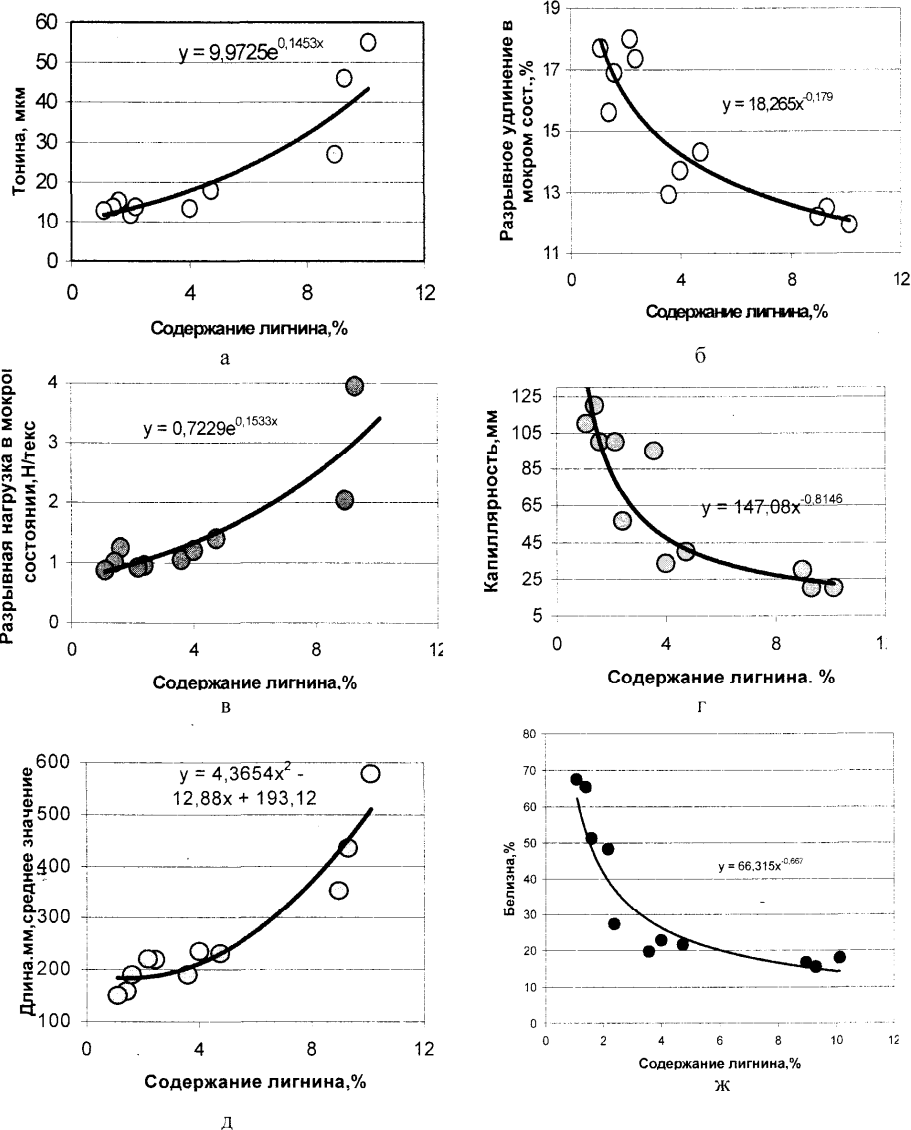 60
50
40
30
20
10
0
Тонина, мкм
y = 9,9725e^0,1453x
0 4 8 12
Содержание лигнина,%
а
19
17
15
13
11
Разрывное удлинение в
мокром сост.,%
y = 18,265x^-0,179
0 4 8 12
Содержание лигнина,%
б
4
3
2
1
0
Разрывная нагрузка в мокро
состоянии,Н/текс
y = 0,7229e^0,1533x
0 4 8 12
Содержание лигнина,%
в
125
105
85
65
45
25
5
Капиллярность,мм
y = 147,08x^-0,8146
0 4 8 1
Содержание лигнина. %
г
600
500
400
300
200
100
Длина.мм,среднее значение
y = 4,3654x^2 -
12,88x + 193,12
0 4 8 12
Содержание лигнина,%
д
80
70
60
50
40
30
20
10
0
Белизна,%
y = 66,315x^-0,667
0 2 4 6 8 10 12
Содержание лигнина,%
ж